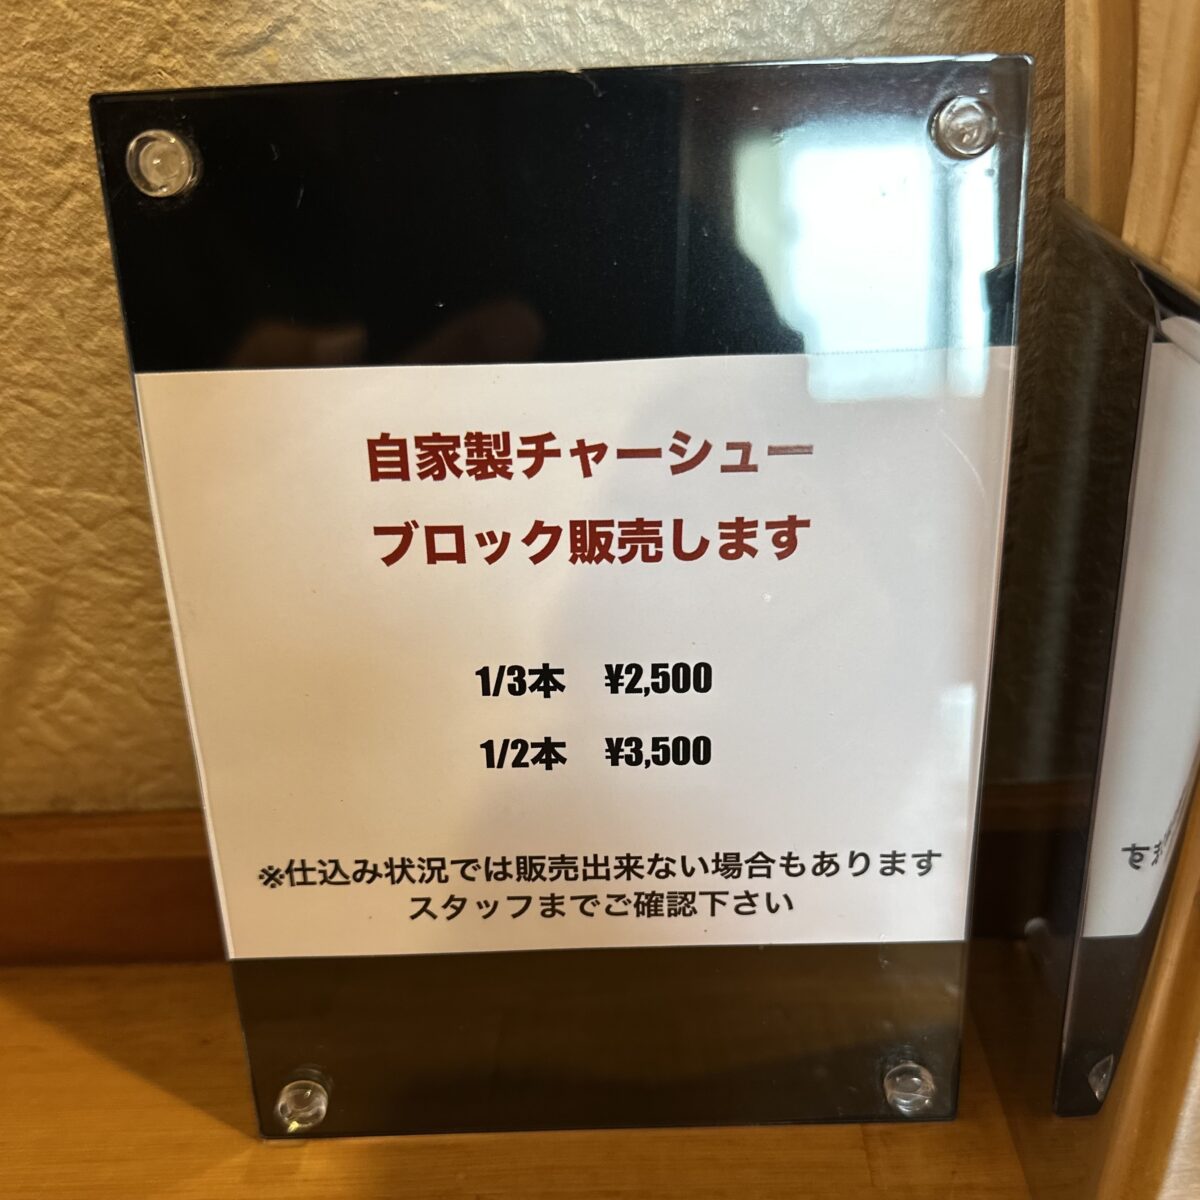 自家製チャーシュー
ブロック販売します
1/3本 ¥2,500
1/2本 ¥3,500
※仕込み状況では販売出来ない場合もあります
スタッフまでご確認下さい